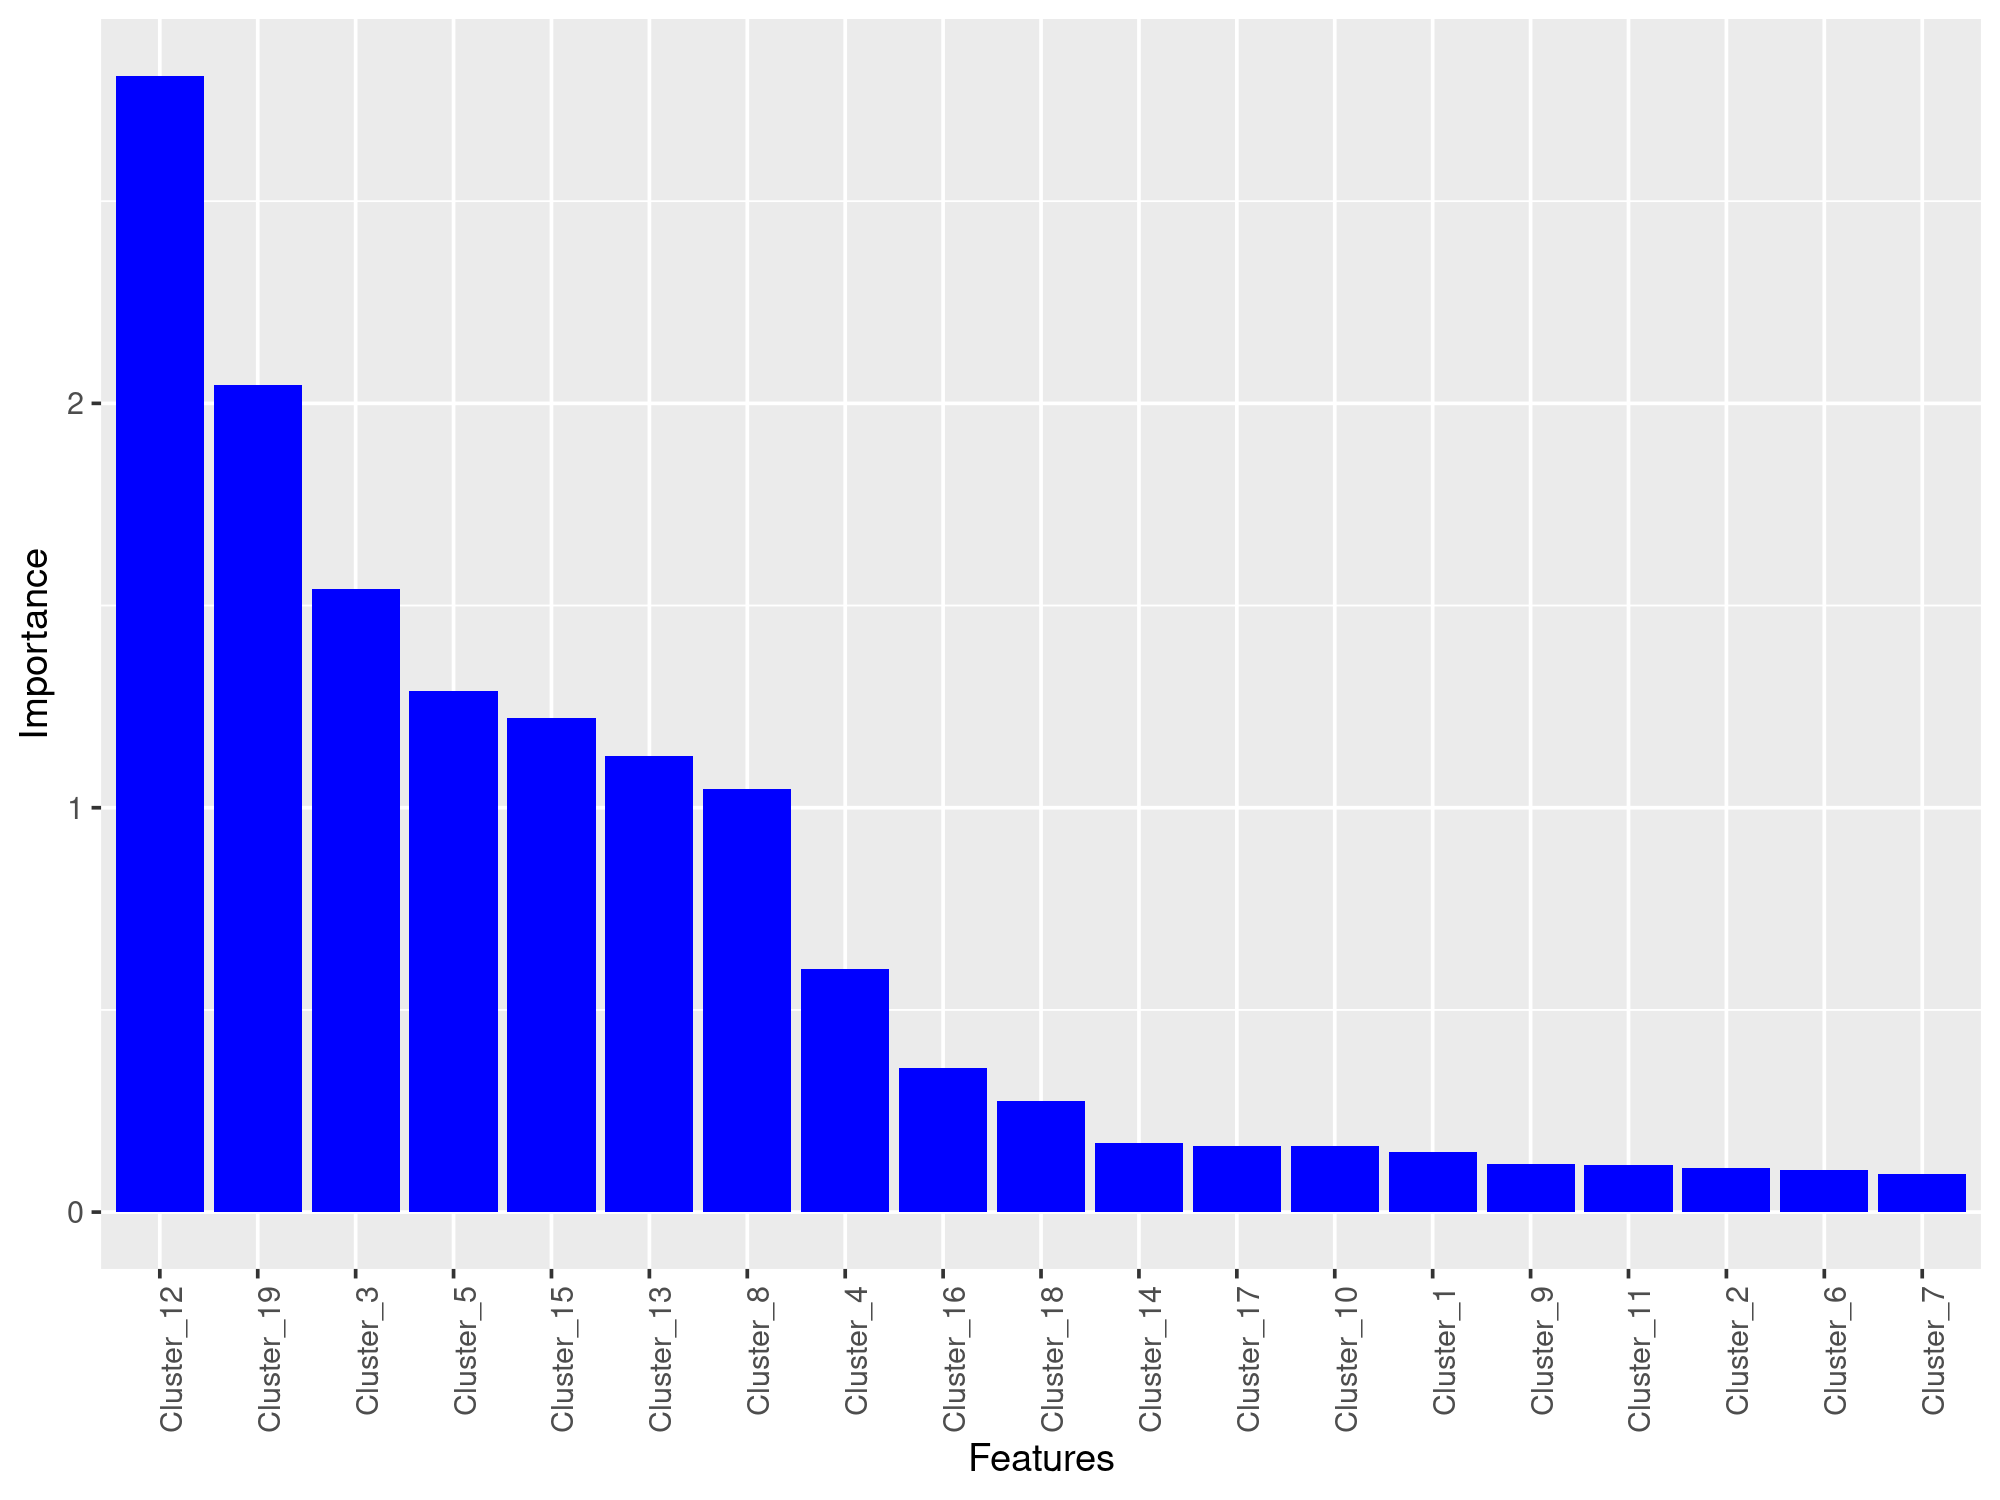 Importance
2
1
0
Cluster_12
Cluster_19
Cluster_3
Cluster_5
Cluster_15
Cluster_13
Cluster_8
Cluster_4
Cluster_16
Cluster_18
Cluster_14
Cluster_17
Cluster_10
Cluster_1
Cluster_9
Cluster_11
Cluster_2
Cluster_6
Cluster_7
Features